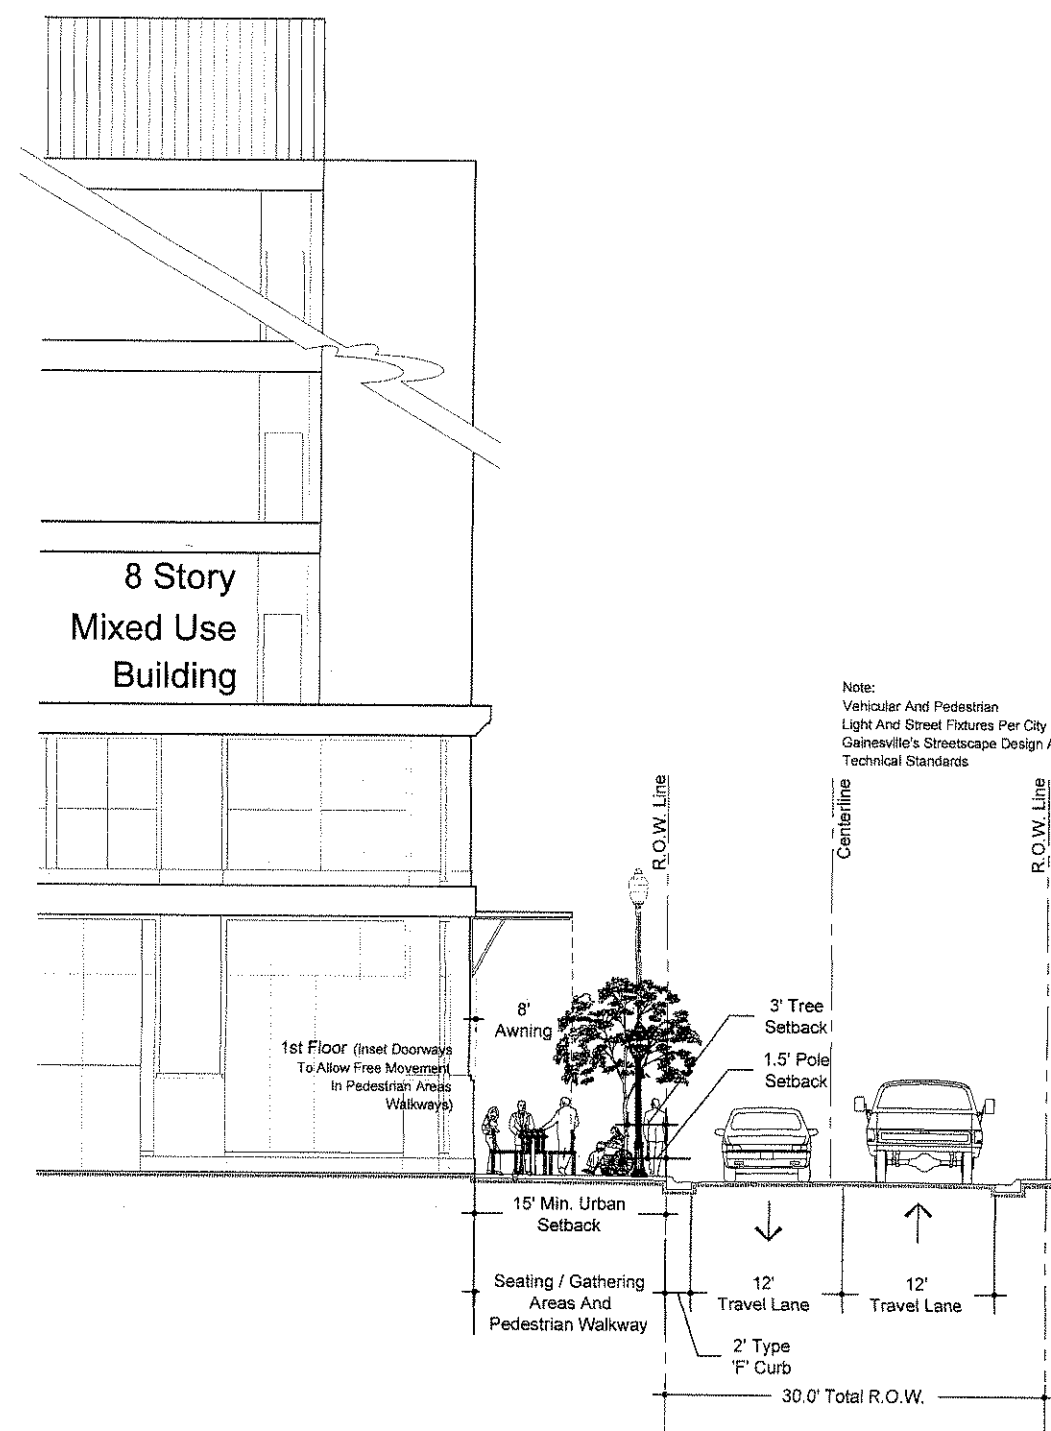 8 Story
Mixed Use
Building
Note:
Vehicular And Pedestrian
Light And Street Fixtures Per City
Gainesville's Streetscape Design A
Technical Standards
R.O.W. Line
Centerline
R.O.W. Line
8'
Awning
3' Tree
Setback
1.5' Pole
Setback
1st Floor (Inset Doorways
To Allow Free Movement
In Pedestrian Areas
Walkways)
15' Min. Urban
Setback
Seating / Gathering
Areas And
Pedestrian Walkway
12'
Travel Lane
12'
Travel Lane
2' Type
'F' Curb
30.0' Total R.O.W.